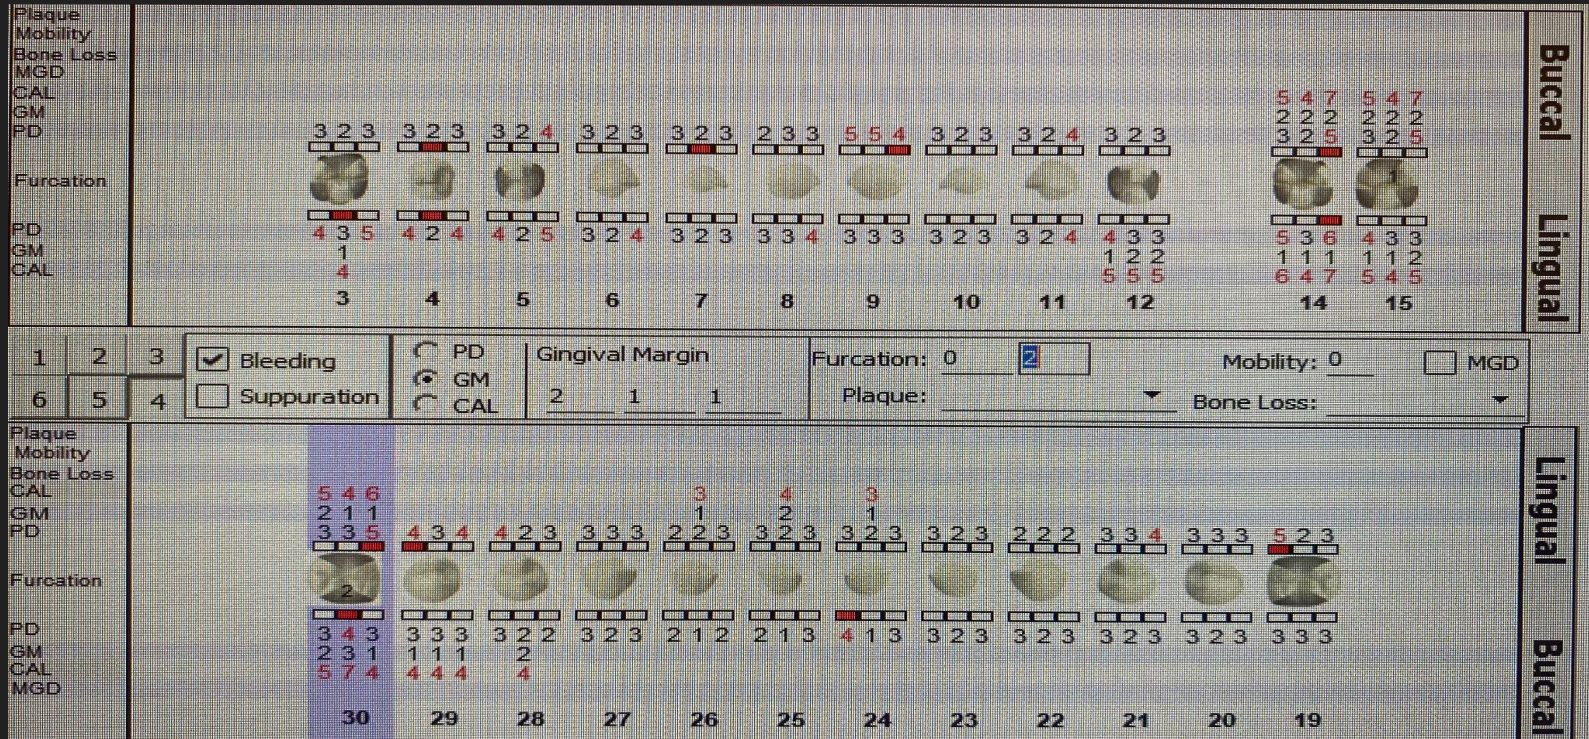 Plaque
Mobility
Bone Loss
MGD
CAL 5 4 7 5 4 7
GM 2 2 2 2 2 2
PD 3 2 3 3 2 3 3 2 4 3 2 3 3 2 3 2 3 3 5 5 4 3 2 3 3 2 4 3 2 3 3 2 5 3 2 5
Buccal
Furcation 1
PD 4 3 5 4 2 4 4 2 5 3 2 4 3 2 3 3 3 4 3 3 3 3 2 3 3 2 4 4 3 3 5 3 6 4 3 3
GM 1 1 2 2 1 1 1 1 1 2
CAL 4 5 5 5 6 4 7 5 4 5
Lingual
3 4 5 6 7 8 9 10 11 12 14 15
1 2 3 Bleeding PD Gingival Margin Furcation: 0 2 Mobility: 0 MGD
GM
6 5 4 Suppuration CAL 2 1 1 Plaque: Bone Loss:
Plaque
Mobility
Bone Loss
CAL 5 4 6 3 4 3
GM 2 1 1 1 2 1
PD 3 3 5 4 3 4 4 2 3 3 3 3 2 2 3 3 2 3 3 2 3 3 2 3 2 2 2 3 3 4 3 3 3 5 2 3
Lingual
Furcation 2
PD 3 4 3 3 3 3 3 2 2 3 2 3 2 1 2 2 1 3 4 1 3 3 2 3 3 2 3 3 2 3 3 2 3 3 3 3
GM 2 3 1 1 1 1 2
CAL 5 7 4 4 4 4 4
MGD
Buccal
30 29 28 27 26 25 24 23 22 21 20 19